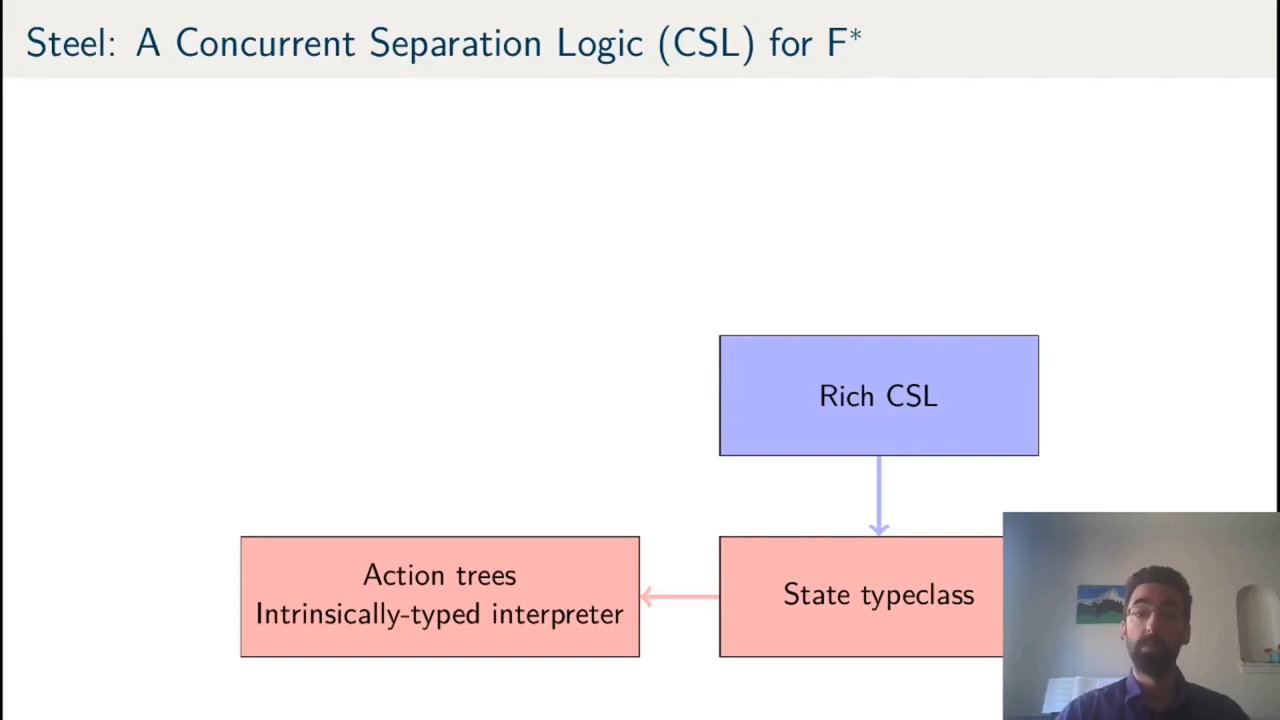 Steel: A Concurrent Separation Logic (CSL) for F*
Rich CSL
Action trees
Intrinsically-typed interpreter
State typeclass